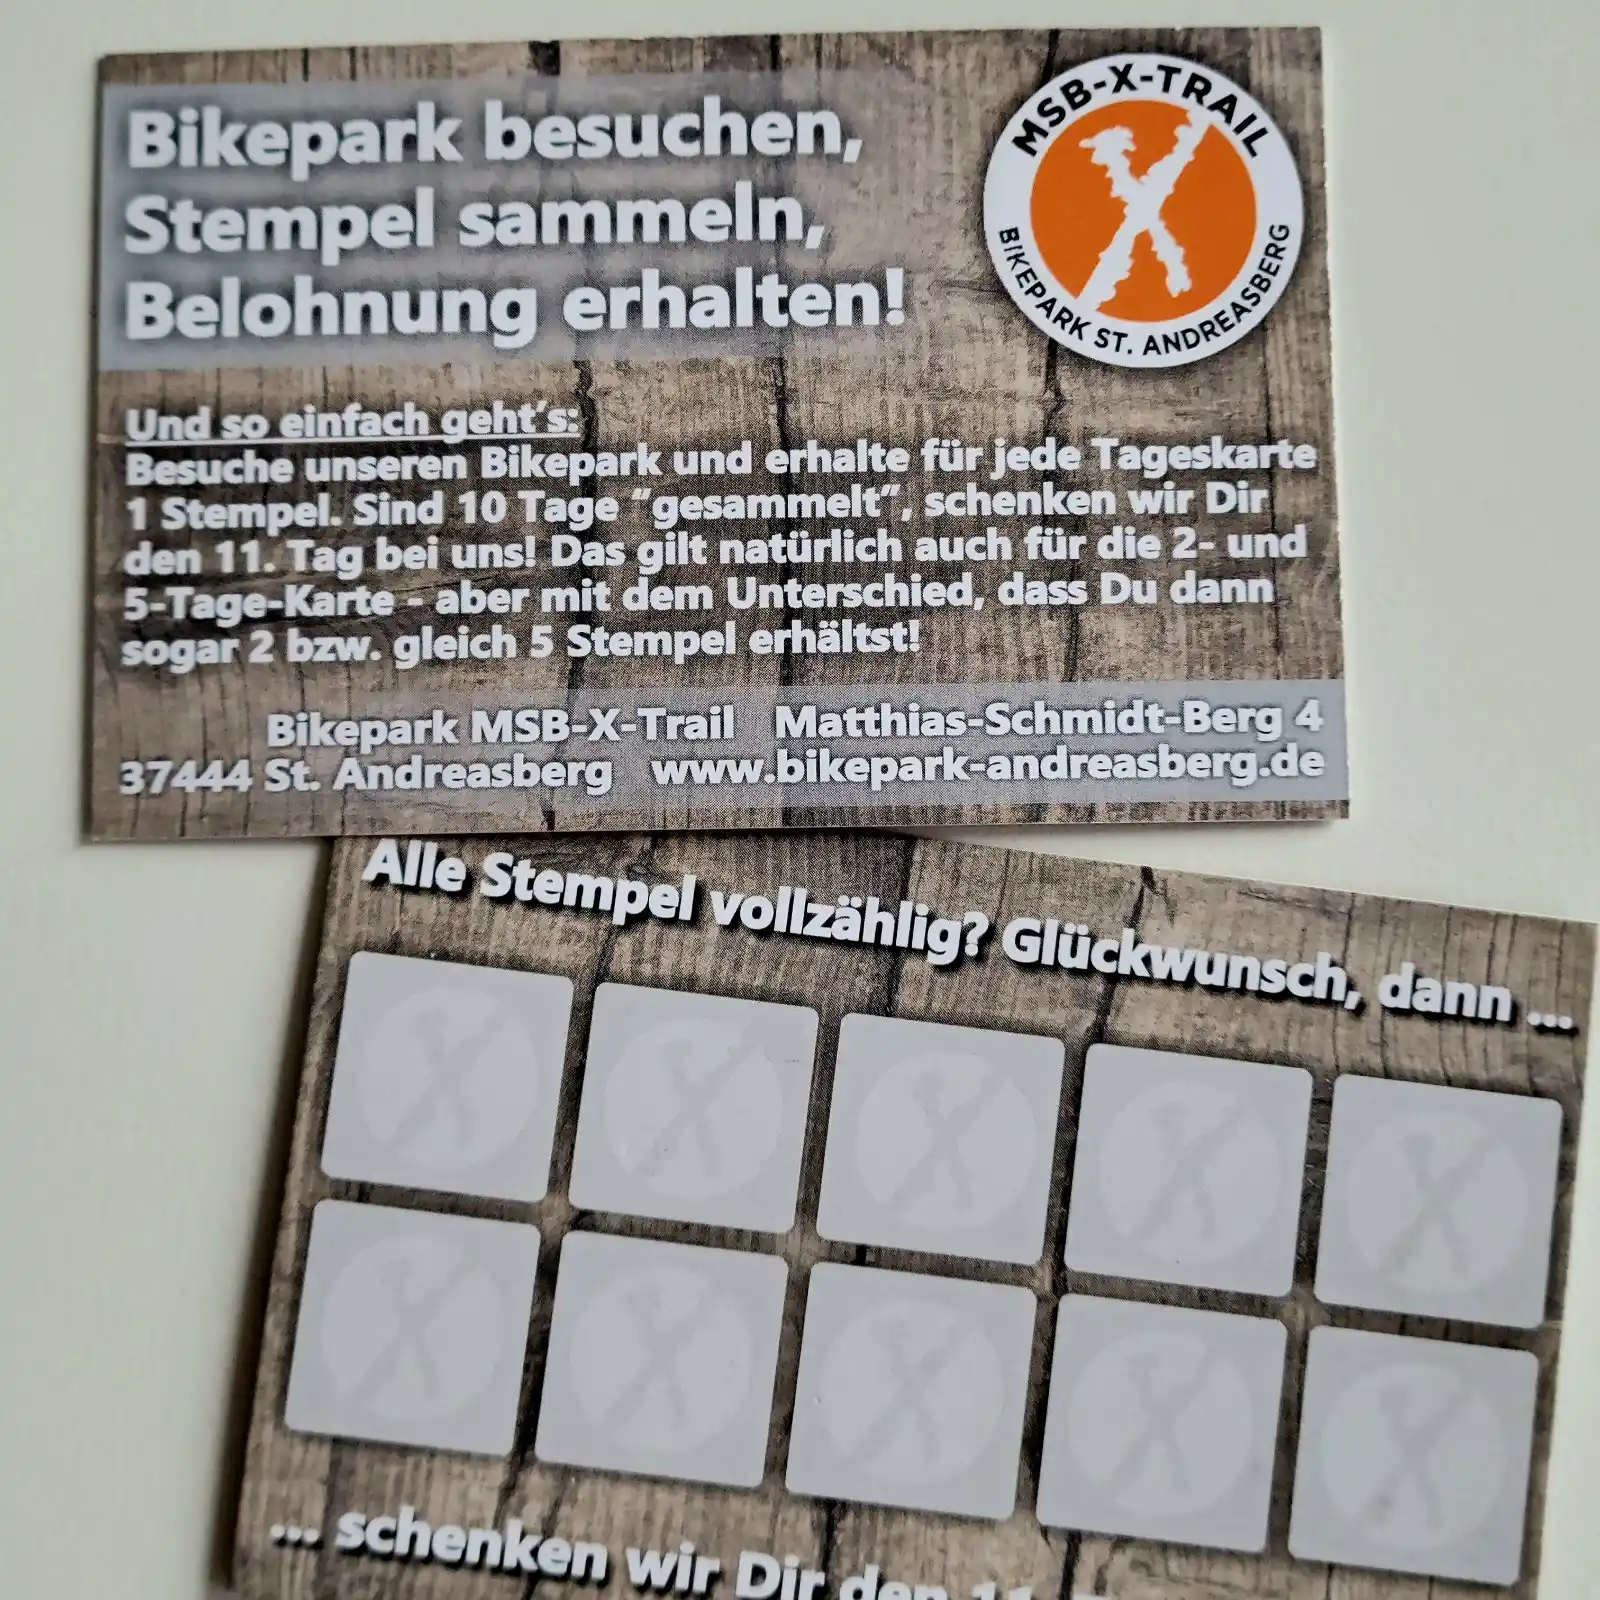 Bikepark besuchen,
Stempel sammeln,
Belohnung erhalten!
MSB-X-TRAIL
BIKEPARK ST. ANDREASBERG
Und so einfach geht's:
Besuche unseren Bikepark und erhalte für jede Tageskarte
1 Stempel. Sind 10 Tage "gesammelt", schenken wir Dir
den 11. Tag bei uns! Das gilt natürlich auch für die 2- und
5-Tage-Karte - aber mit dem Unterschied, dass Du dann
sogar 2 bzw. gleich 5 Stempel erhältst!
Bikepark MSB-X-Trail Matthias-Schmidt-Berg 4
37444 St. Andreasberg www.bikepark-andreasberg.de
Alle Stempel vollzählig? Glückwunsch, dann ...
... schenken wir Dir den 11.